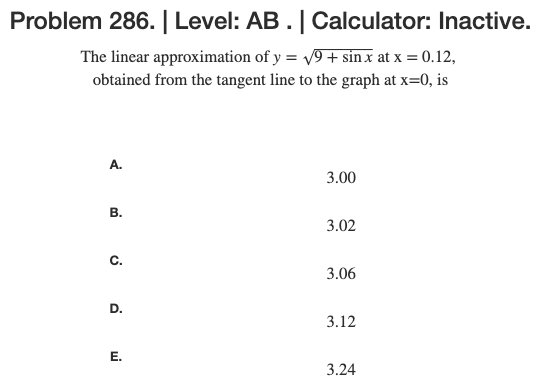 Problem 286. | Level: AB . | Calculator: Inactive.
The linear approximation of y = √(9 + sin x) at x = 0.12,
obtained from the tangent line to the graph at x=0, is
A.
3.00
B.
3.02
C.
3.06
D.
3.12
E.
3.24